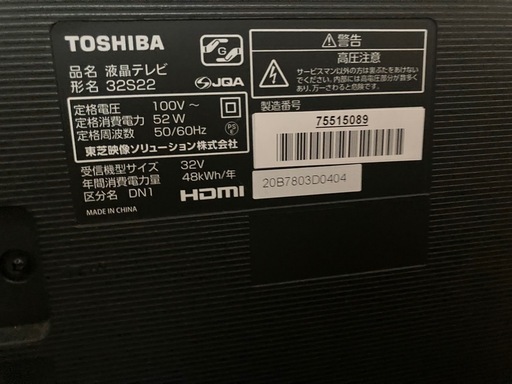 TOSHIBA
品名 液晶テレビ
形名 32S22
JQA
定格電圧 100V～
定格消費電力 52W
定格周波数 50/60Hz
東芝映像ソリューション株式会社
受信機型サイズ 32V
年間消費電力量 48kWh/年
区分名 DN1
HDMI
MADE IN CHINA
警告
高圧注意
サービスマン以外の方は裏ぶたをあけないで
ください。内部には高電圧部分が数多く
あり、万一さわると危険です。
製造番号
75515089
20B7803D0404